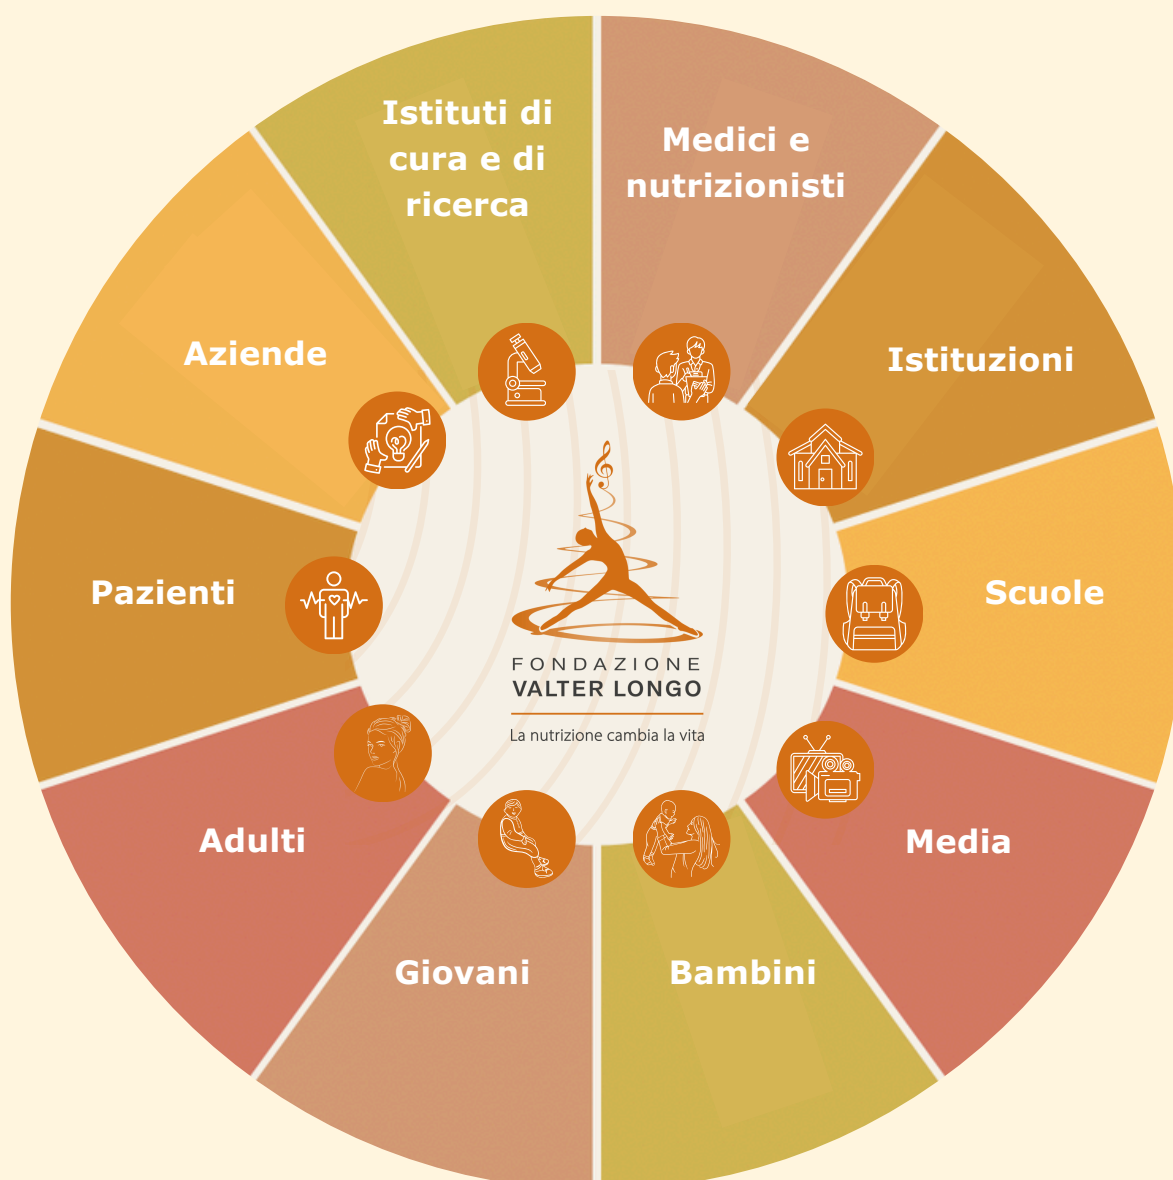 Istituti di
cura e di
ricerca
Medici e
nutrizionisti
Istituzioni
Scuole
Media
Bambini
Giovani
Adulti
Pazienti
Aziende
FONDAZIONE
VALTER LONGO
La nutrizione cambia la vita